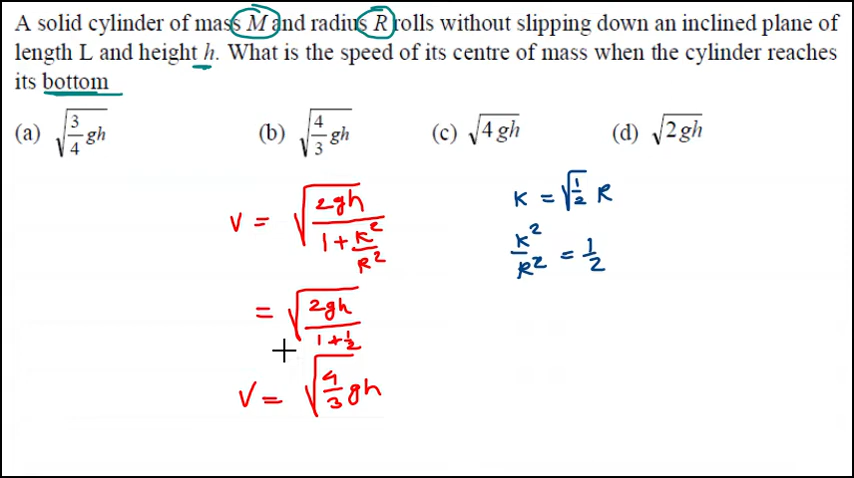 A solid cylinder of mass M and radius R rolls without slipping down an inclined plane of
length L and height h. What is the speed of its centre of mass when the cylinder reaches
its bottom
(a) √(3/4 gh) (b) √(4/3 gh) (c) √(4 gh) (d) √(2gh)
V = √(2gh / (1 + K²/R²))
K = √(1/2) R
K²/R² = 1/2
= √(2gh / (1 + 1/2))
V = √(4/3 gh)